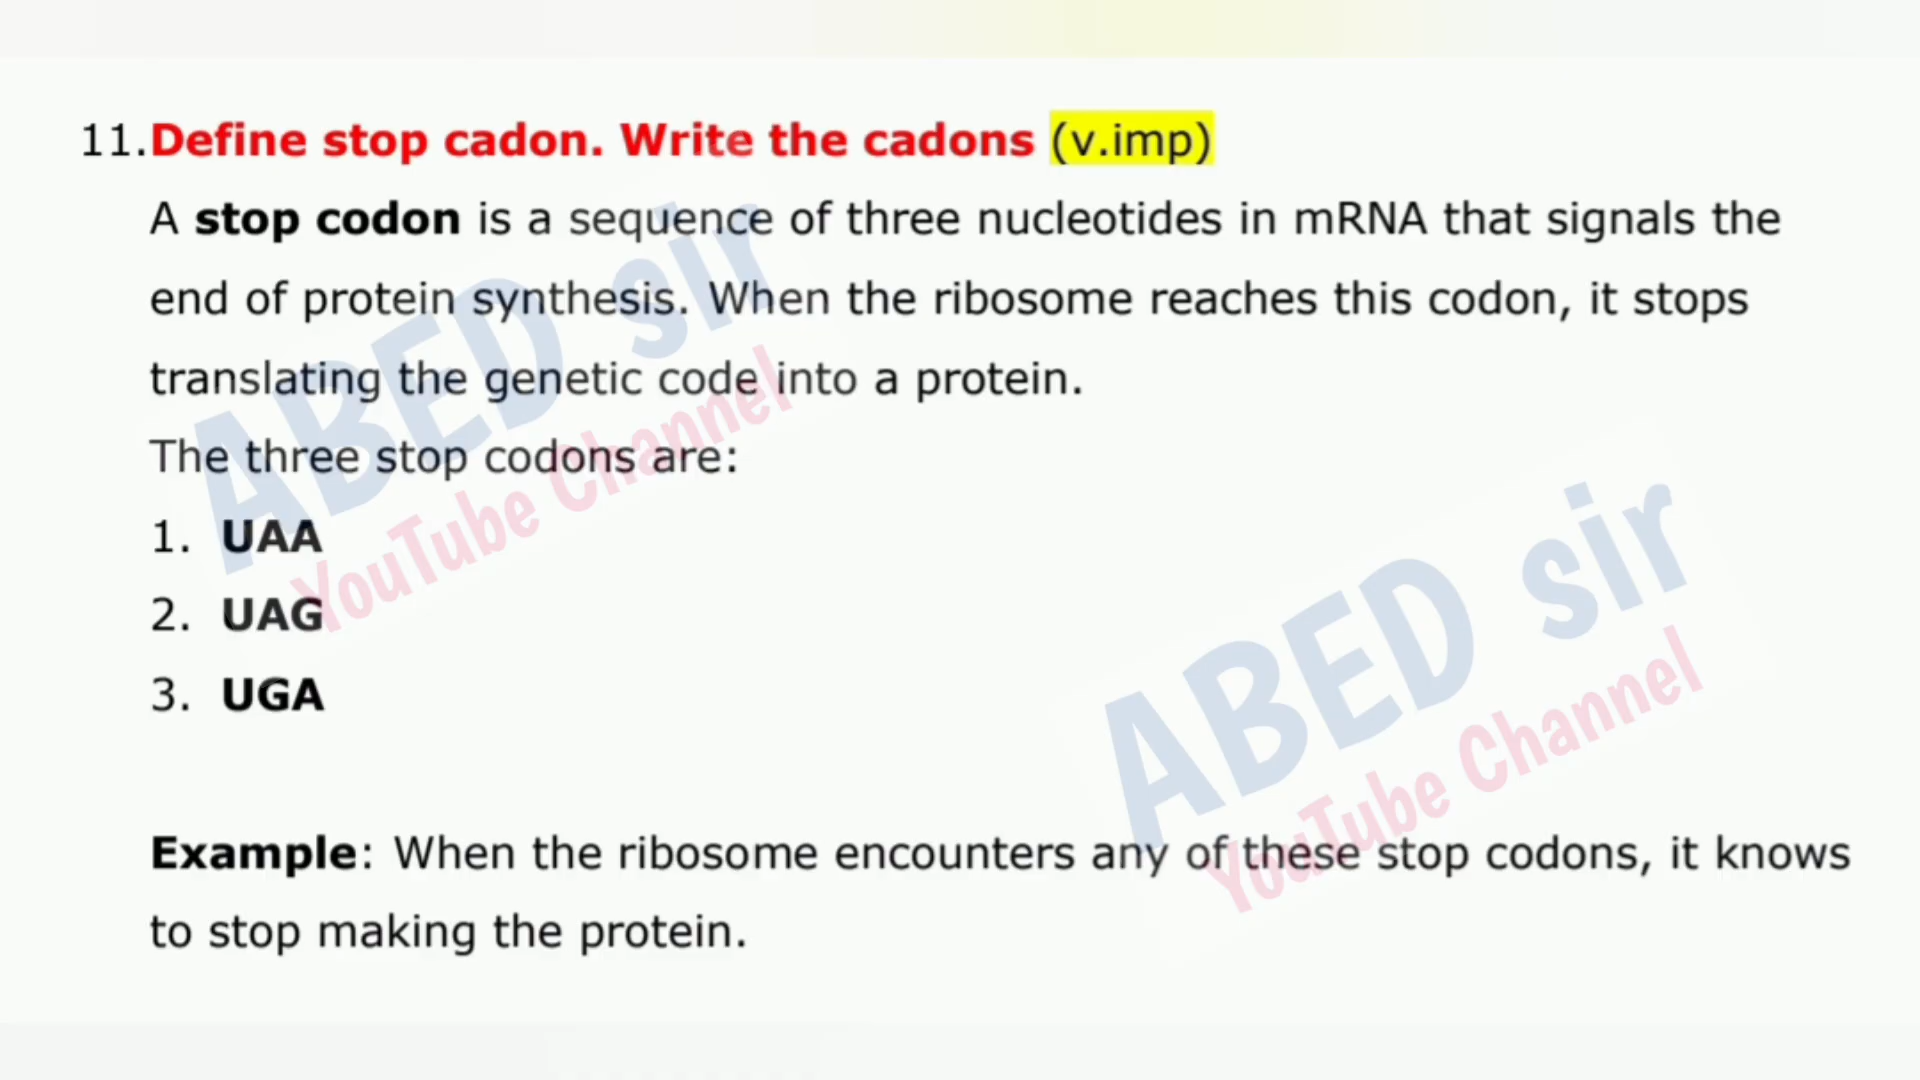 11.Define stop cadon. Write the cadons (v.imp)
A stop codon is a sequence of three nucleotides in mRNA that signals the
end of protein synthesis. When the ribosome reaches this codon, it stops
translating the genetic code into a protein.
The three stop codons are:
1. UAA
2. UAG
3. UGA
Example: When the ribosome encounters any of these stop codons, it knows
to stop making the protein.
ABED sir
YouTube Channel
ABED sir
YouTube Channel